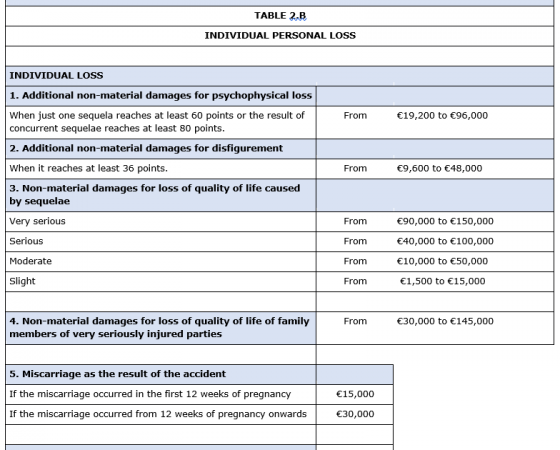 TABLE 2.B
INDIVIDUAL PERSONAL LOSS
INDIVIDUAL LOSS
1. Additional non-material damages for psychophysical loss
When just one sequela reaches at least 60 points or the result of From €19,200 to €96,000
concurrent sequelae reaches at least 80 points.
2. Additional non-material damages for disfigurement
When it reaches at least 36 points. From €9,600 to €48,000
3. Non-material damages for loss of quality of life caused
by sequelae
Very serious From €90,000 to €150,000
Serious From €40,000 to €100,000
Moderate From €10,000 to €50,000
Slight From €1,500 to €15,000
4. Non-material damages for loss of quality of life of family From €30,000 to €145,000
members of very seriously injured parties
5. Miscarriage as the result of the accident
If the miscarriage occurred in the first 12 weeks of pregnancy €15,000
If the miscarriage occurred from 12 weeks of pregnancy onwards €30,000